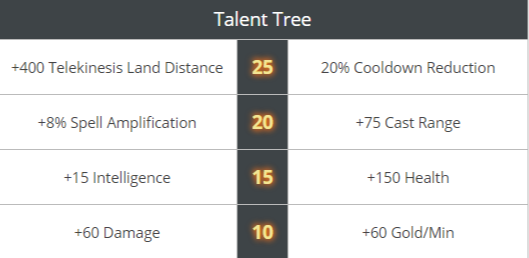 Talent Tree
+400 Telekinesis Land Distance 25 20% Cooldown Reduction
+8% Spell Amplification 20 +75 Cast Range
+15 Intelligence 15 +150 Health
+60 Damage 10 +60 Gold/Min